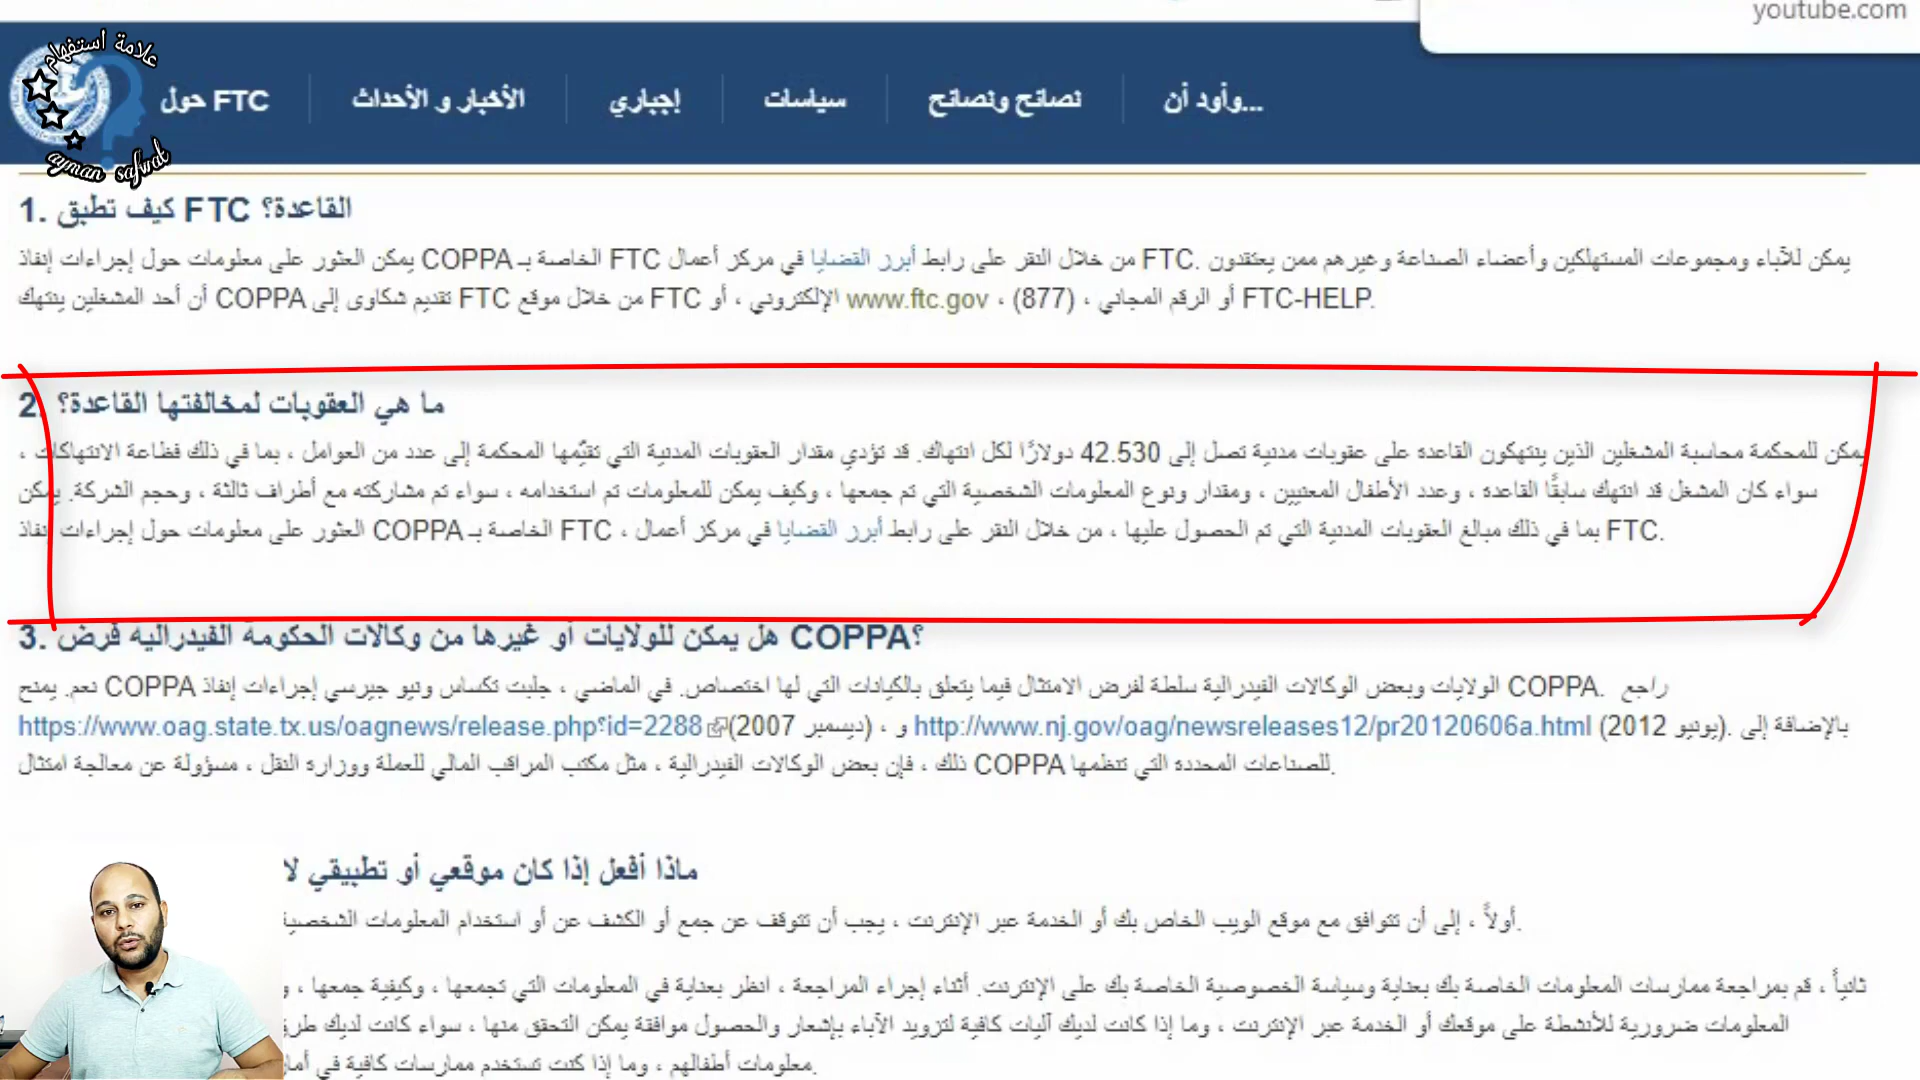 youtube.com
علامة استفهام
ayman safwat
حول FTC
الأخبار و الأحداث
إجباري
سياسات
نصائح ونصائح
وأود أن...
1. كيف تطبق FTC القاعدة؟
يمكن للآباء ومجموعات المستهلكين وأعضاء الصناعة وغيرهم ممن يعتقدون .FTC من خلال النقر على رابط أبرز القضايا في مركز أعمال FTC الخاصة بـ COPPA يمكن العثور على معلومات حول إجراءات إنفاذ
أو الرقم المجاني ، FTC-HELP. (877) ، www.ftc.gov الإلكتروني ، أو FTC من خلال موقع FTC تقديم شكاوى إلى COPPA أن أحد المشغلين ينتهك
2. ما هي العقوبات لمخالفتها القاعدة؟
يمكن للمحكمة محاسبة المشغلين الذين ينتهكون القاعدة على عقوبات مدنية تصل إلى 42.530 دولارًا لكل انتهاك. قد تؤدي مقدار العقوبات المدنية التي تقيّمها المحكمة إلى عدد من العوامل ، بما في ذلك فظاعة الانتهاكات ،
سواء كان المشغل قد انتهك سابقًا القاعدة ، وعدد الأطفال المعنيين ، ومقدار ونوع المعلومات الشخصية التي تم جمعها ، وكيف يمكن للمعلومات تم استخدامه ، سواء تم مشاركته مع أطراف ثالثة ، وحجم الشركة. يمكن
.FTC بما في ذلك مبالغ العقوبات المدنية التي تم الحصول عليها ، من خلال النقر على رابط أبرز القضايا في مركز أعمال ، FTC الخاصة بـ COPPA العثور على معلومات حول إجراءات إنفاذ
3. هل يمكن للولايات أو غيرها من وكالات الحكومة الفيدرالية فرض COPPA؟
راجع .COPPA الولايات وبعض الوكالات الفيدرالية سلطة لفرض الامتثال فيما يتعلق بالكيانات التي لها اختصاص. في الماضي ، جلبت تكساس ونيو جيرسي إجراءات إنفاذ COPPA نعم. يمنح
https://www.oag.state.tx.us/oagnews/release.php?id=2288 (ديسمبر 2007) ، و http://www.nj.gov/oag/newsreleases12/pr20120606a.html (يونيو 2012). بالإضافة إلى
.للصناعات المحددة التي تنظمها COPPA ذلك ، فإن بعض الوكالات الفيدرالية ، مثل مكتب المراقب المالي للعملة ووزارة النقل ، مسؤولة عن معالجة امتثال
ماذا أفعل إذا كان موقعي أو تطبيقي لا
.أولاً ، إلى أن تتوافق مع موقع الويب الخاص بك أو الخدمة عبر الإنترنت ، يجب أن تتوقف عن جمع أو الكشف عن أو استخدام المعلومات الشخصية
ثانياً ، قم بمراجعة ممارسات المعلومات الخاصة بك بعناية وسياسة الخصوصية الخاصة بك على الإنترنت. أثناء إجراء المراجعة ، انظر بعناية في المعلومات التي تجمعها ، وكيفية جمعها ، و
المعلومات ضرورية للأنشطة على موقعك أو الخدمة عبر الإنترنت ، وما إذا كانت لديك آليات كافية لتزويد الآباء بإشعار والحصول موافقة يمكن التحقق منها ، سواء كانت لديك طرق
.معلومات أطفالهم ، وما إذا كنت تستخدم ممارسات كافية في